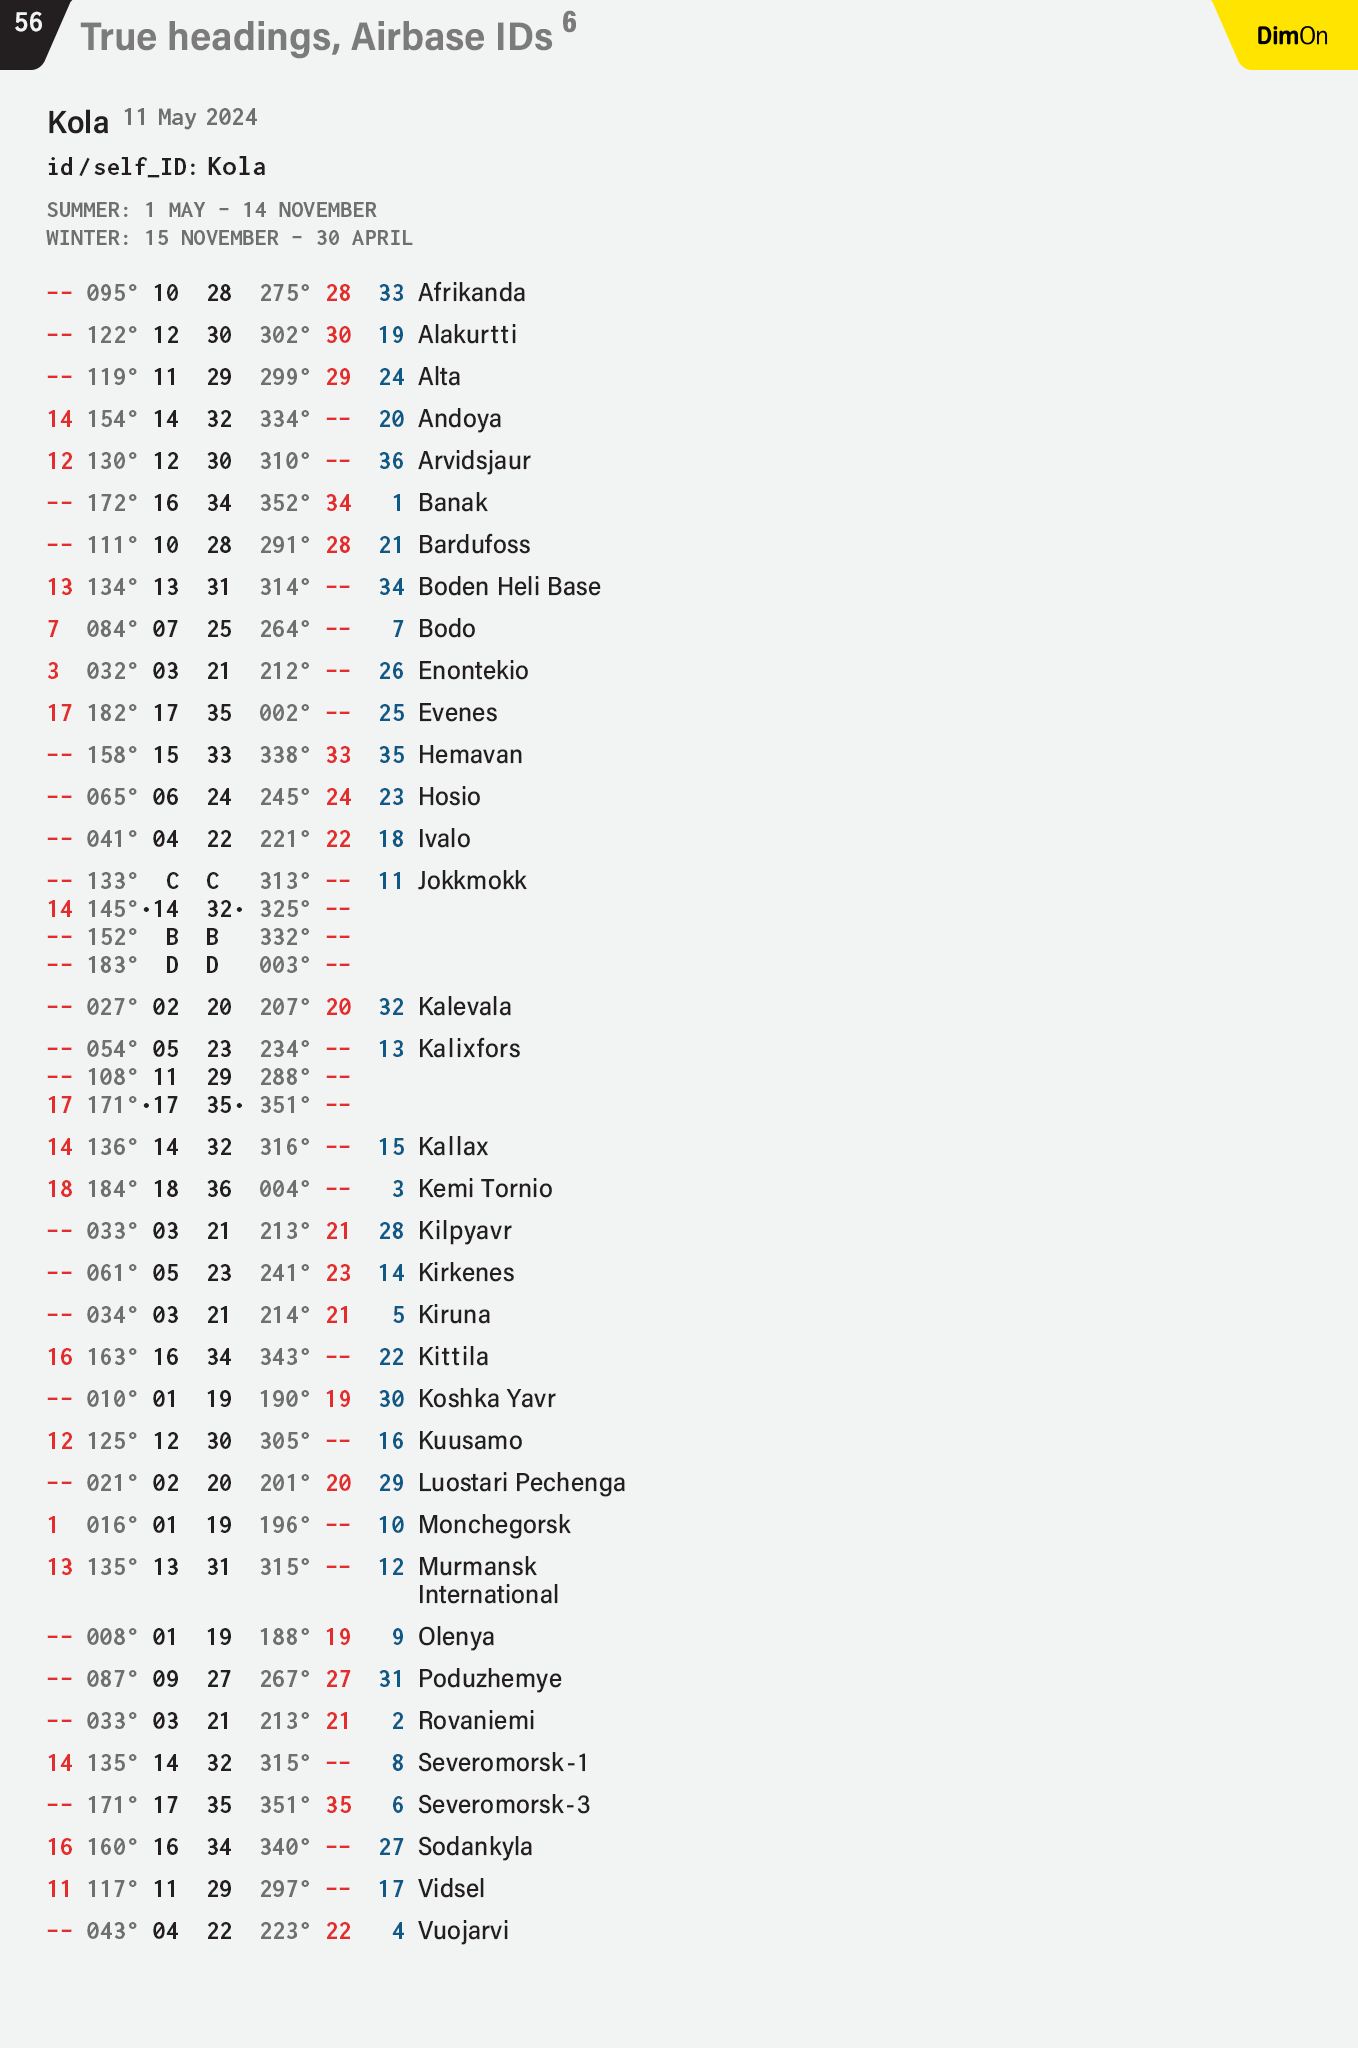 56 True headings, Airbase IDs 6 DimOn
Kola 11 May 2024
id/self_ID: Kola
SUMMER: 1 MAY – 14 NOVEMBER
WINTER: 15 NOVEMBER – 30 APRIL
-- 095° 10 28 275° 28 33 Afrikanda
-- 122° 12 30 302° 30 19 Alakurtti
-- 119° 11 29 299° 29 24 Alta
14 154° 14 32 334° -- 20 Andoya
12 130° 12 30 310° -- 36 Arvidsjaur
-- 172° 16 34 352° 34 1 Banak
-- 111° 10 28 291° 28 21 Bardufoss
13 134° 13 31 314° -- 34 Boden Heli Base
7 084° 07 25 264° -- 7 Bodo
3 032° 03 21 212° -- 26 Enontekio
17 182° 17 35 002° -- 25 Evenes
-- 158° 15 33 338° 33 35 Hemavan
-- 065° 06 24 245° 24 23 Hosio
-- 041° 04 22 221° 22 18 Ivalo
-- 133° C C 313° -- 11 Jokkmokk
14 145°·14 32· 325° --
-- 152° B B 332° --
-- 183° D D 003° --
-- 027° 02 20 207° 20 32 Kalevala
-- 054° 05 23 234° -- 13 Kalixfors
-- 108° 11 29 288° --
17 171°·17 35· 351° --
14 136° 14 32 316° -- 15 Kallax
18 184° 18 36 004° -- 3 Kemi Tornio
-- 033° 03 21 213° 21 28 Kilpyavr
-- 061° 05 23 241° 23 14 Kirkenes
-- 034° 03 21 214° 21 5 Kiruna
16 163° 16 34 343° -- 22 Kittila
-- 010° 01 19 190° 19 30 Koshka Yavr
12 125° 12 30 305° -- 16 Kuusamo
-- 021° 02 20 201° 20 29 Luostari Pechenga
1 016° 01 19 196° -- 10 Monchegorsk
13 135° 13 31 315° -- 12 Murmansk
International
-- 008° 01 19 188° 19 9 Olenya
-- 087° 09 27 267° 27 31 Poduzhemye
-- 033° 03 21 213° 21 2 Rovaniemi
14 135° 14 32 315° -- 8 Severomorsk-1
-- 171° 17 35 351° 35 6 Severomorsk-3
16 160° 16 34 340° -- 27 Sodankyla
11 117° 11 29 297° -- 17 Vidsel
-- 043° 04 22 223° 22 4 Vuojarvi